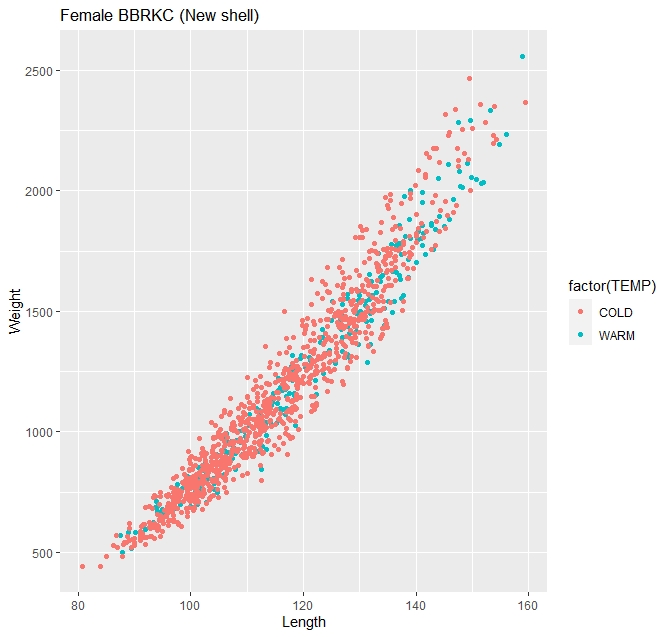 Female BBRKC (New shell)
Weight
2500
2000
1500
1000
500
80 100 120 140 160
Length
factor(TEMP)
COLD
WARM